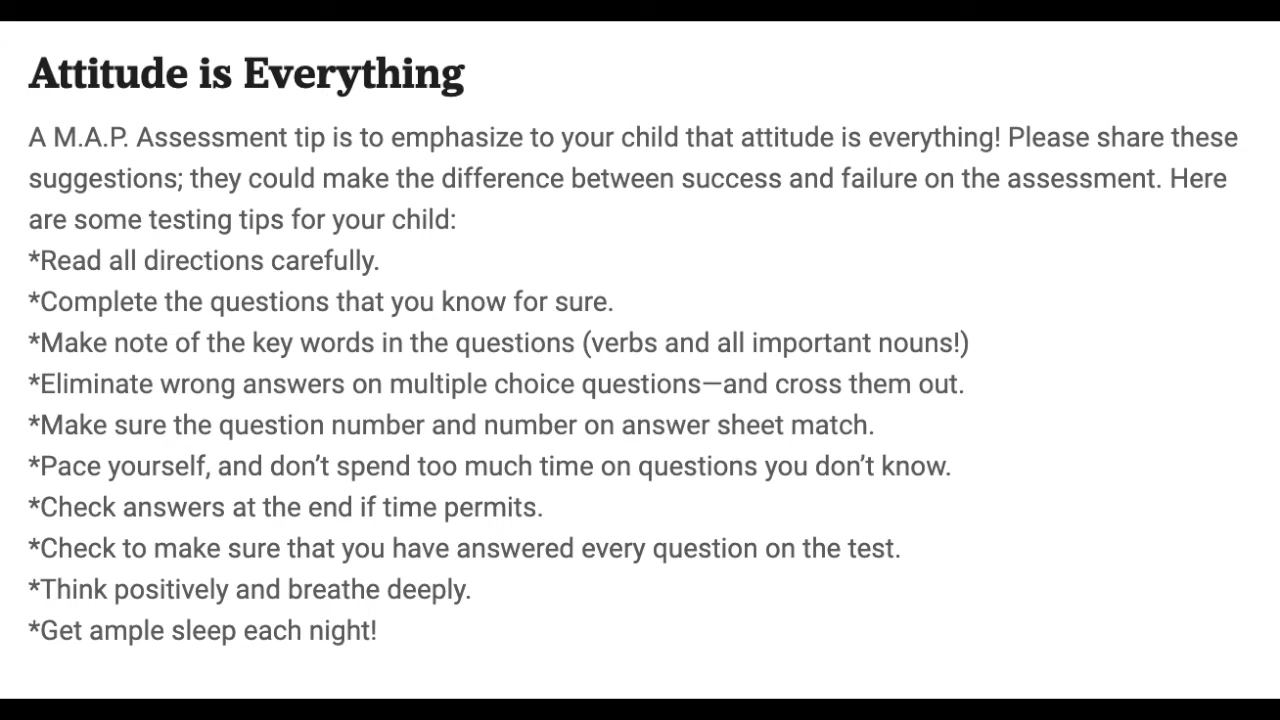 Attitude is Everything
A M.A.P. Assessment tip is to emphasize to your child that attitude is everything! Please share these
suggestions; they could make the difference between success and failure on the assessment. Here
are some testing tips for your child:
*Read all directions carefully.
*Complete the questions that you know for sure.
*Make note of the key words in the questions (verbs and all important nouns!)
*Eliminate wrong answers on multiple choice questions—and cross them out.
*Make sure the question number and number on answer sheet match.
*Pace yourself, and don’t spend too much time on questions you don’t know.
*Check answers at the end if time permits.
*Check to make sure that you have answered every question on the test.
*Think positively and breathe deeply.
*Get ample sleep each night!